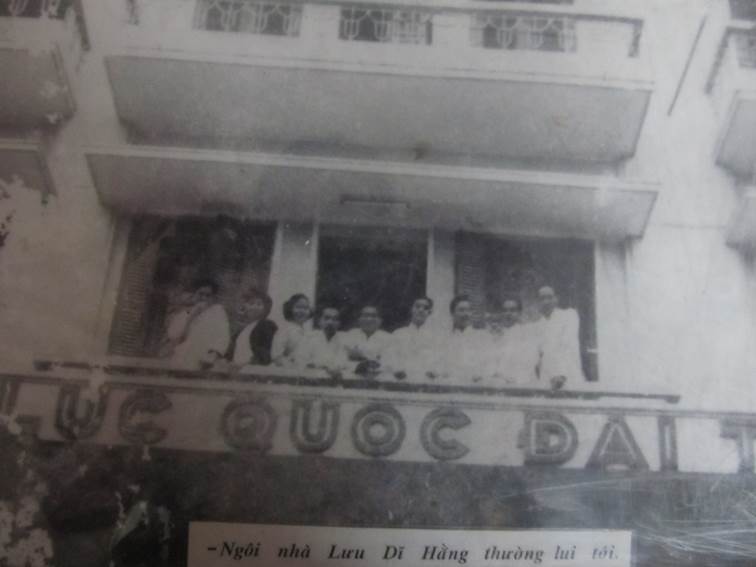 LỤC QUỐC ĐẠI T
-Ngôi nhà Lưu Dĩ Hằng thường lui tới.